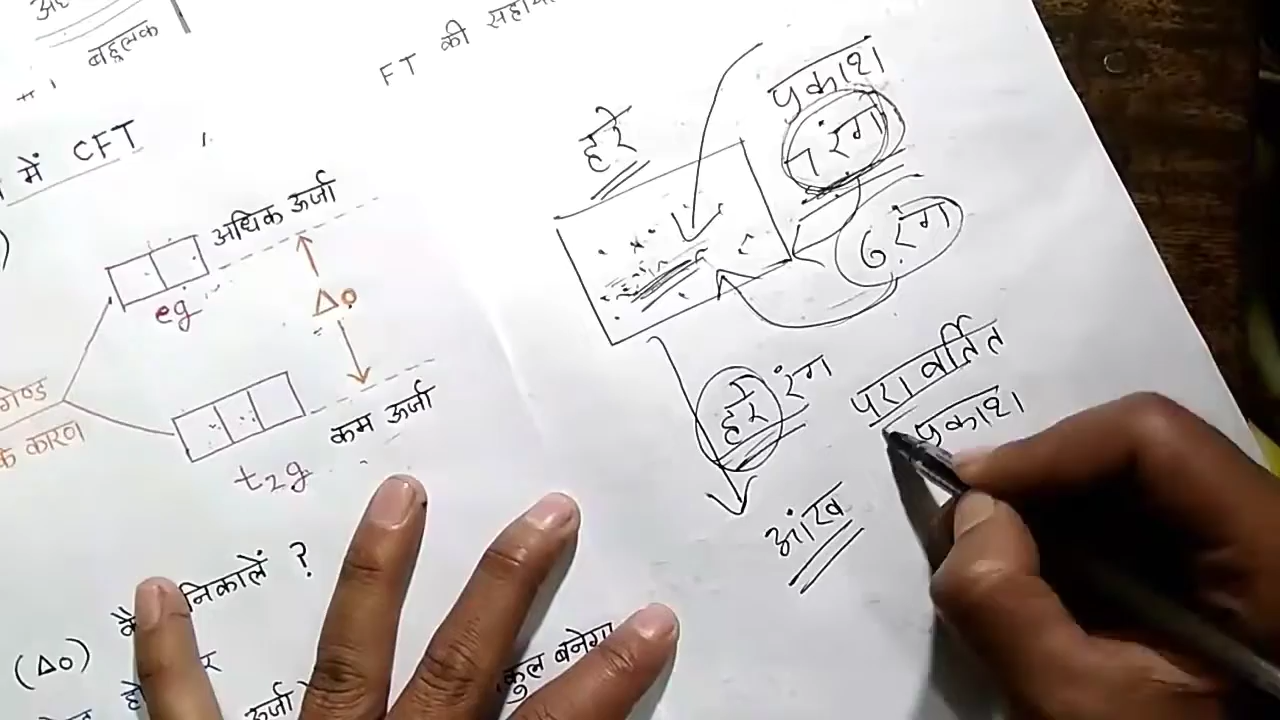 बहूलक
FT की
में CFT
अधिक ऊर्जा
eg
Δo
कम ऊर्जा
t₂g
के कारण
(Δo)
निकालें ?
ऊर्जा
कुल बनेगा
हरे
प्रकाश
7 रंग
6 रंग
हरे रंग
परावर्तित
प्रकाश
आंख